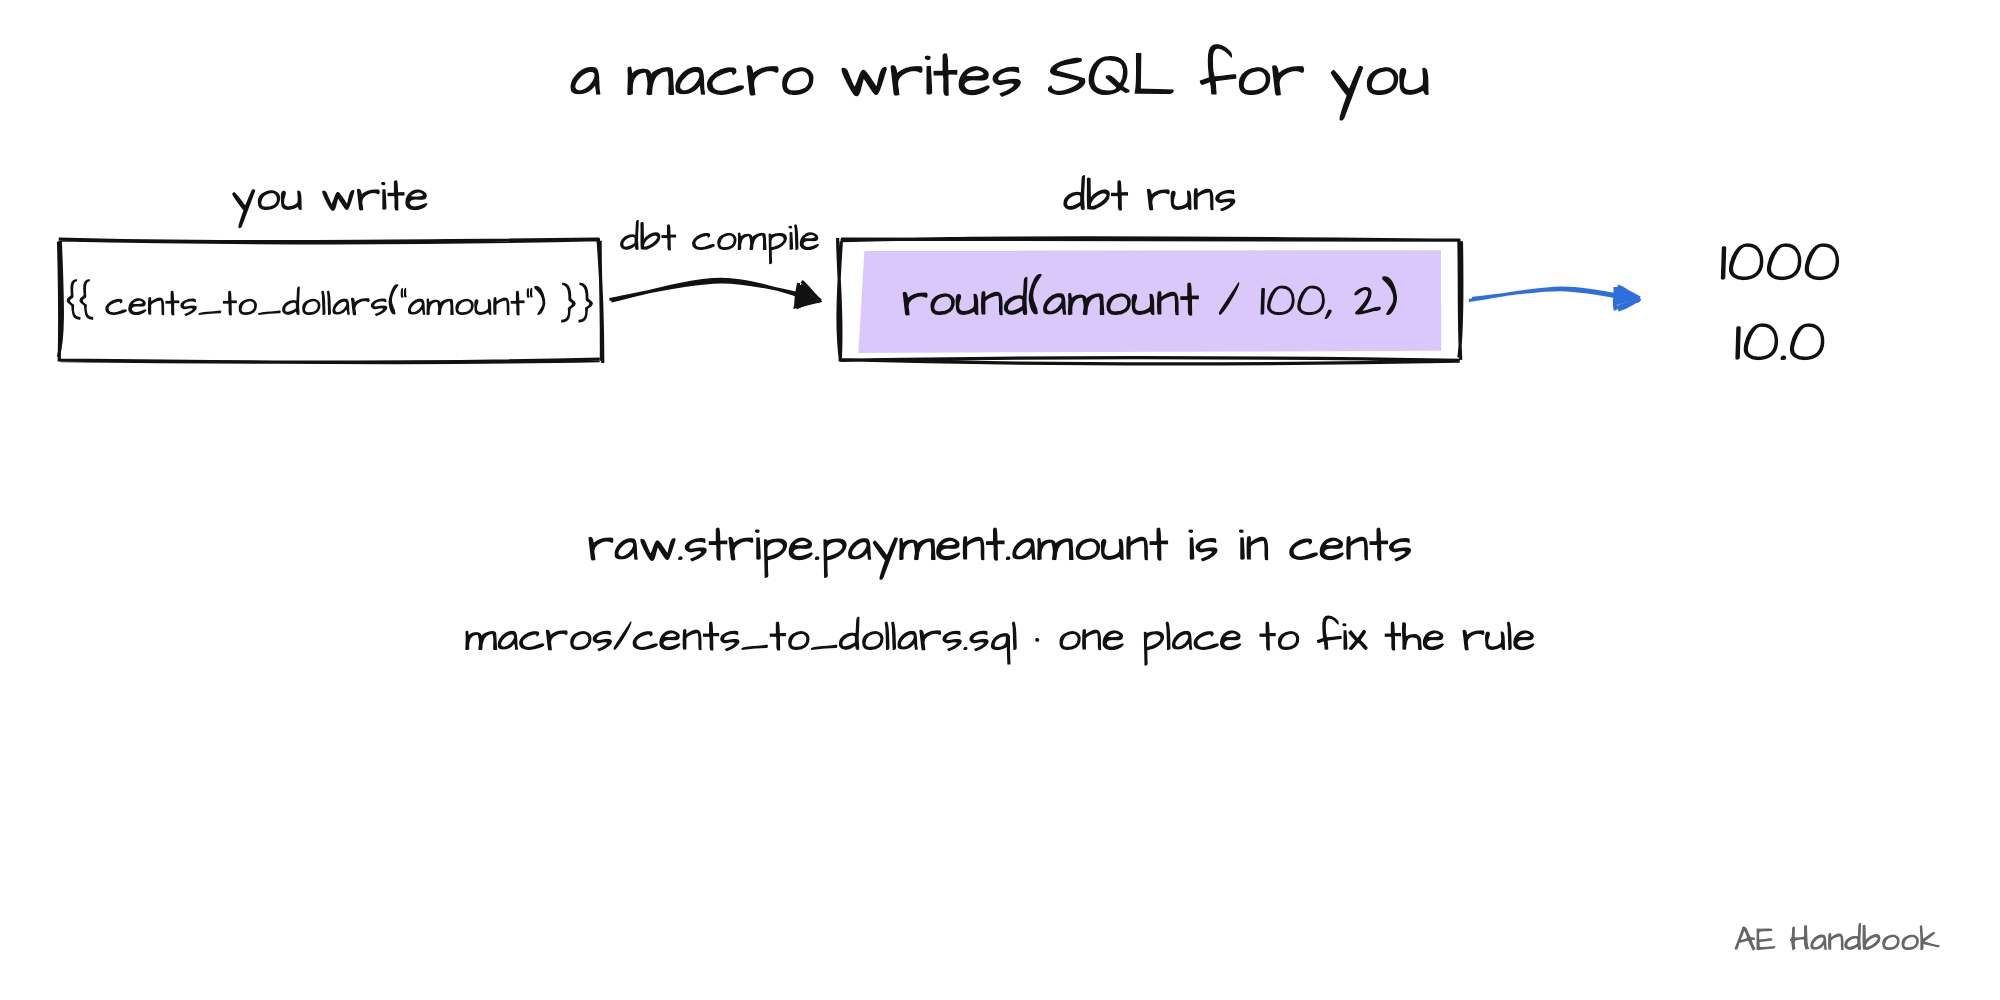 a macro writes SQL for you
you write
dbt compile
dbt runs
{{ cents_to_dollars("amount") }}
round(amount / 100, 2)
1000
10.0
raw.stripe.payment.amount is in cents
macros/cents_to_dollars.sql · one place to fix the rule
AE Handbook